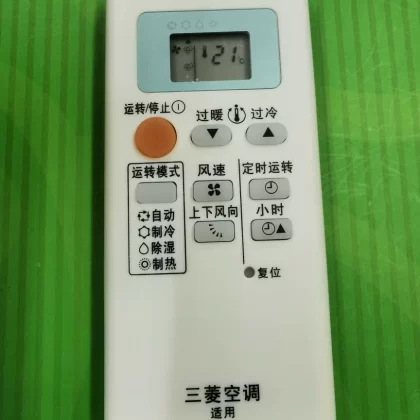 21℃
运转/停止
过暖 过冷
运转模式
风速
定时运转
上下风向
小时
自动
制冷
除湿
制热
复位
三菱空调
适用